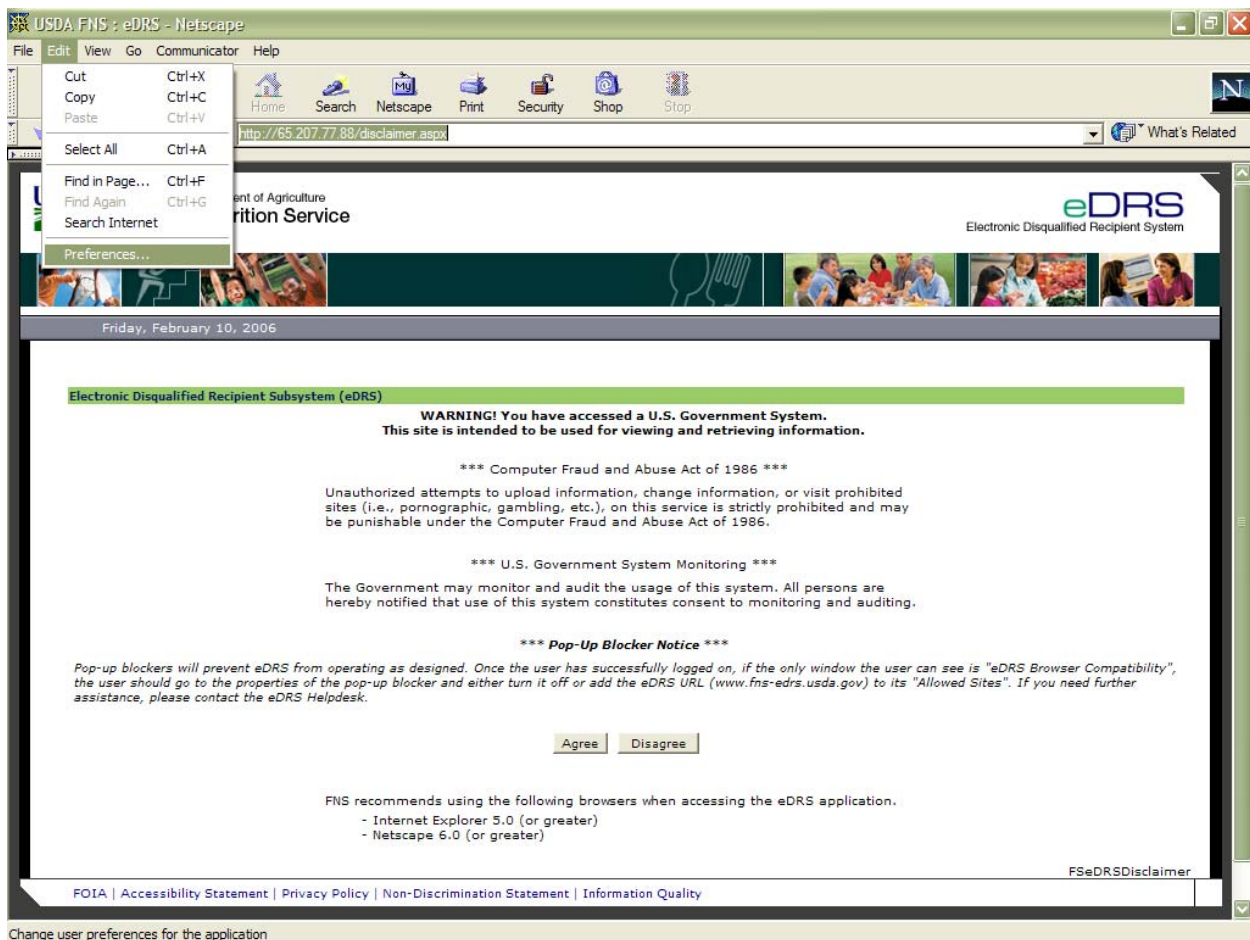 USDA FNS : eDRS - Netscape
File Edit View Go Communicator Help
Cut Ctrl+X
Copy Ctrl+C
Paste Ctrl+V
Select All Ctrl+A
Find in Page... Ctrl+F
Find Again Ctrl+G
Search Internet
Preferences...
Home Search Netscape Print Security Shop Stop
My
N
http://65.207.77.88/disclaimer.aspx
What's Related
ent of Agriculture
rition Service
eDRS
Electronic Disqualified Recipient System
Friday, February 10, 2006
Electronic Disqualified Recipient Subsystem (eDRS)
WARNING! You have accessed a U.S. Government System.
This site is intended to be used for viewing and retrieving information.
*** Computer Fraud and Abuse Act of 1986 ***
Unauthorized attempts to upload information, change information, or visit prohibited
sites (i.e., pornographic, gambling, etc.), on this service is strictly prohibited and may
be punishable under the Computer Fraud and Abuse Act of 1986.
*** U.S. Government System Monitoring ***
The Government may monitor and audit the usage of this system. All persons are
hereby notified that use of this system constitutes consent to monitoring and auditing.
*** Pop-Up Blocker Notice ***
Pop-up blockers will prevent eDRS from operating as designed. Once the user has successfully logged on, if the only window the user can see is "eDRS Browser Compatibility",
the user should go to the properties of the pop-up blocker and either turn it off or add the eDRS URL (www.fns-edrs.usda.gov) to its "Allowed Sites". If you need further
assistance, please contact the eDRS Helpdesk.
Agree Disagree
FNS recommends using the following browsers when accessing the eDRS application.
- Internet Explorer 5.0 (or greater)
- Netscape 6.0 (or greater)
FSeDRSDisclaimer
FOIA | Accessibility Statement | Privacy Policy | Non-Discrimination Statement | Information Quality
Change user preferences for the application